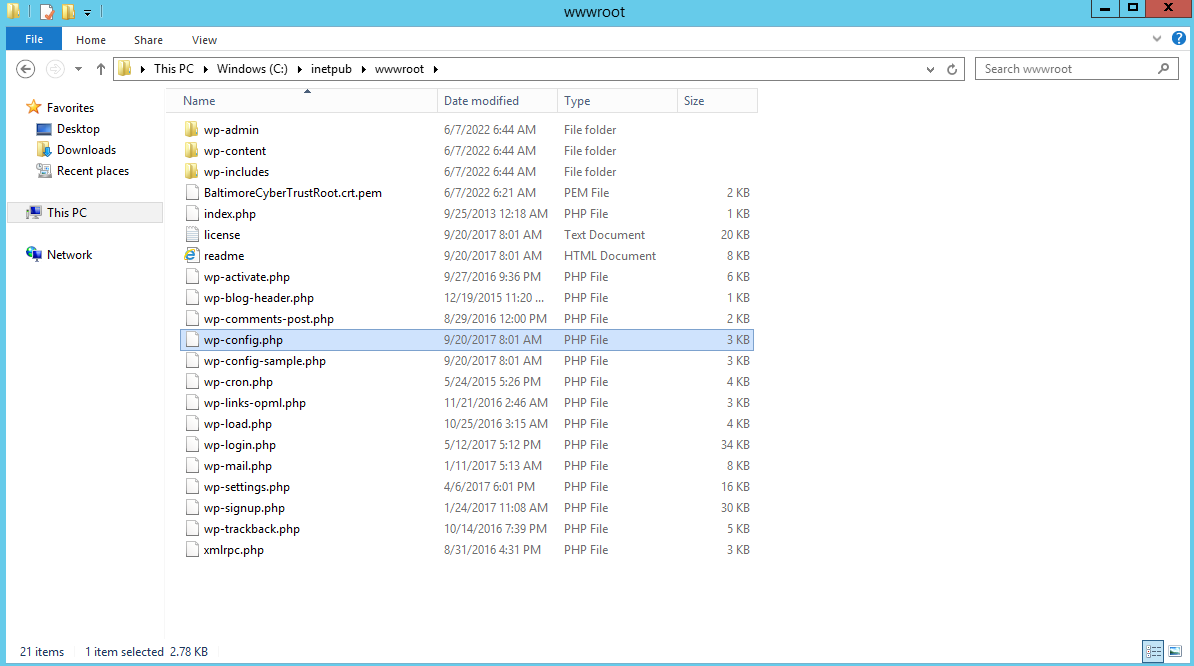 wwwroot
File Home Share View
This PC Windows (C:) inetpub wwwroot Search wwwroot
Favorites
Desktop
Downloads
Recent places
This PC
Network
Name Date modified Type Size
wp-admin 6/7/2022 6:44 AM File folder
wp-content 6/7/2022 6:44 AM File folder
wp-includes 6/7/2022 6:44 AM File folder
BaltimoreCyberTrustRoot.crt.pem 6/7/2022 6:21 AM PEM File 2 KB
index.php 9/25/2013 12:18 AM PHP File 1 KB
license 9/20/2017 8:01 AM Text Document 20 KB
readme 9/20/2017 8:01 AM HTML Document 8 KB
wp-activate.php 9/27/2016 9:36 PM PHP File 6 KB
wp-blog-header.php 12/19/2015 11:20 ... PHP File 1 KB
wp-comments-post.php 8/29/2016 12:00 PM PHP File 2 KB
wp-config.php 9/20/2017 8:01 AM PHP File 3 KB
wp-config-sample.php 9/20/2017 8:01 AM PHP File 3 KB
wp-cron.php 5/24/2015 5:26 PM PHP File 4 KB
wp-links-opml.php 11/21/2016 2:46 AM PHP File 3 KB
wp-load.php 10/25/2016 3:15 AM PHP File 4 KB
wp-login.php 5/12/2017 5:12 PM PHP File 34 KB
wp-mail.php 1/11/2017 5:13 AM PHP File 8 KB
wp-settings.php 4/6/2017 6:01 PM PHP File 16 KB
wp-signup.php 1/24/2017 11:08 AM PHP File 30 KB
wp-trackback.php 10/14/2016 7:39 PM PHP File 5 KB
xmlrpc.php 8/31/2016 4:31 PM PHP File 3 KB
21 items 1 item selected 2.78 KB